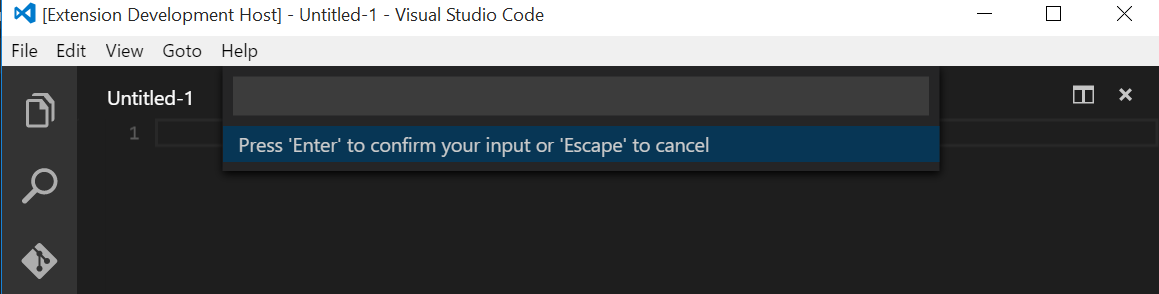 [Extension Development Host] - Untitled-1 - Visual Studio Code
File Edit View Goto Help
Untitled-1
1
Press 'Enter' to confirm your input or 'Escape' to cancel